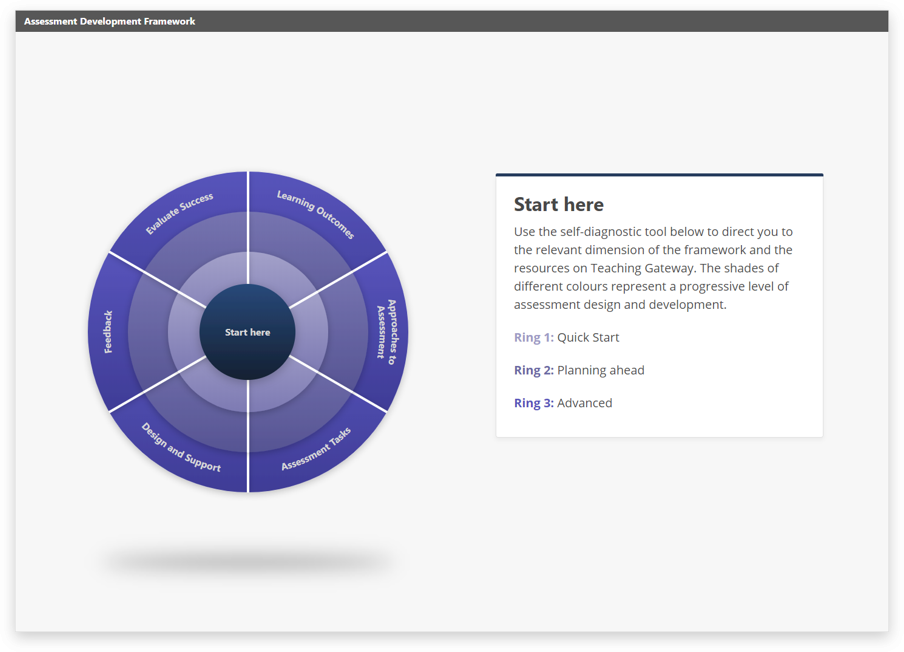 Assessment Development Framework
Evaluate Success
Learning Outcomes
Feedback
Start here
Approaches to
Assessment
Design and Support
Assessment Tasks
Start here
Use the self-diagnostic tool below to direct you to
the relevant dimension of the framework and the
resources on Teaching Gateway. The shades of
different colours represent a progressive level of
assessment design and development.
Ring 1: Quick Start
Ring 2: Planning ahead
Ring 3: Advanced